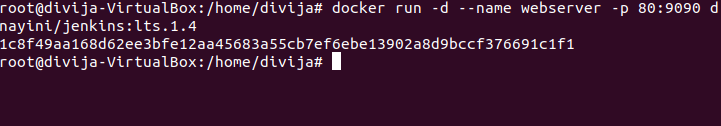 root@divija-VirtualBox:/home/divija# docker run -d --name webserver -p 80:9090 d
nayini/jenkins:lts.1.4
1c8f49aa168d62ee3bfe12aa45683a55cb7ef6ebe13902a8d9bccf376691c1f1
root@divija-VirtualBox:/home/divija#